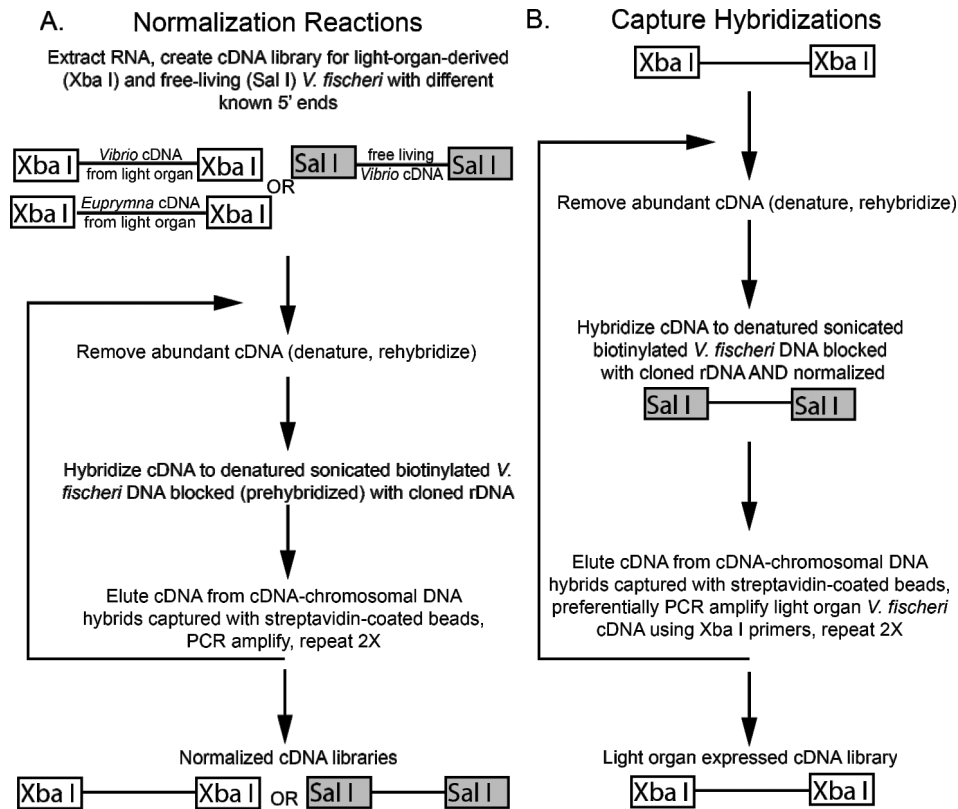 A. Normalization Reactions
Extract RNA, create cDNA library for light-organ-derived
(Xba I) and free-living (Sal I) V. fischeri with different
known 5' ends
Xba I Vibrio cDNA from light organ Xba I OR Sal I free living Vibrio cDNA Sal I
Xba I Euprymna cDNA from light organ Xba I
Remove abundant cDNA (denature, rehybridize)
Hybridize cDNA to denatured sonicated biotinylated V.
fischeri DNA blocked (prehybridized) with cloned rDNA
Elute cDNA from cDNA-chromosomal DNA
hybrids captured with streptavidin-coated beads,
PCR amplify, repeat 2X
Normalized cDNA libraries
Xba I Xba I OR Sal I Sal I
B. Capture Hybridizations
Xba I Xba I
Remove abundant cDNA (denature, rehybridize)
Hybridize cDNA to denatured sonicated
biotinylated V. fischeri DNA blocked
with cloned rDNA AND normalized
Sal I Sal I
Elute cDNA from cDNA-chromosomal DNA
hybrids captured with streptavidin-coated beads,
preferentially PCR amplify light organ V. fischeri
cDNA using Xba I primers, repeat 2X
Light organ expressed cDNA library
Xba I Xba I